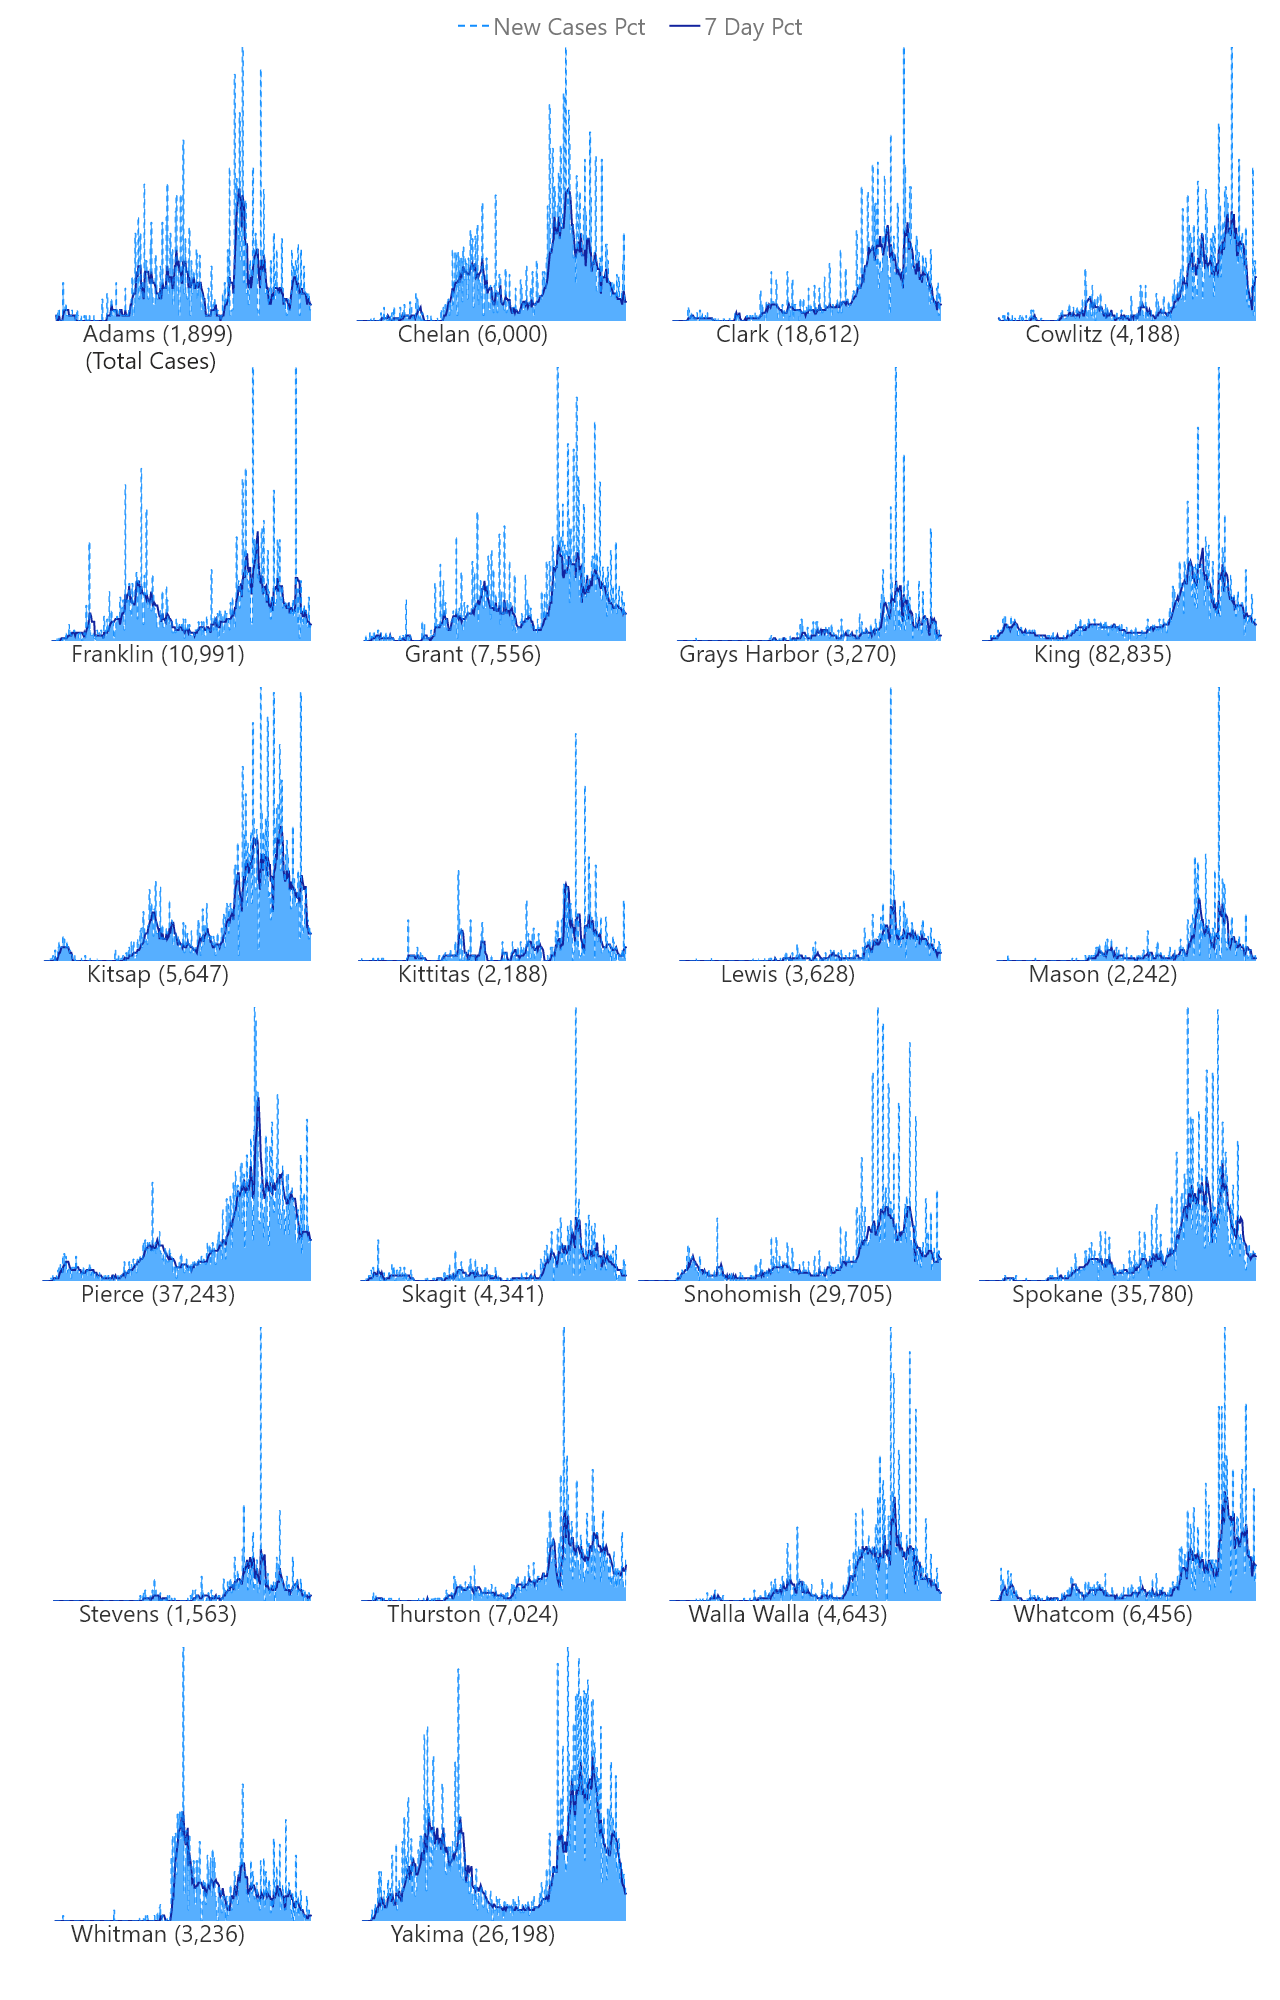 New Cases Pct 7 Day Pct
Adams (1,899) Chelan (6,000) Clark (18,612) Cowlitz (4,188)
(Total Cases)
Franklin (10,991) Grant (7,556) Grays Harbor (3,270) King (82,835)
Kitsap (5,647) Kittitas (2,188) Lewis (3,628) Mason (2,242)
Pierce (37,243) Skagit (4,341) Snohomish (29,705) Spokane (35,780)
Stevens (1,563) Thurston (7,024) Walla Walla (4,643) Whatcom (6,456)
Whitman (3,236) Yakima (26,198)